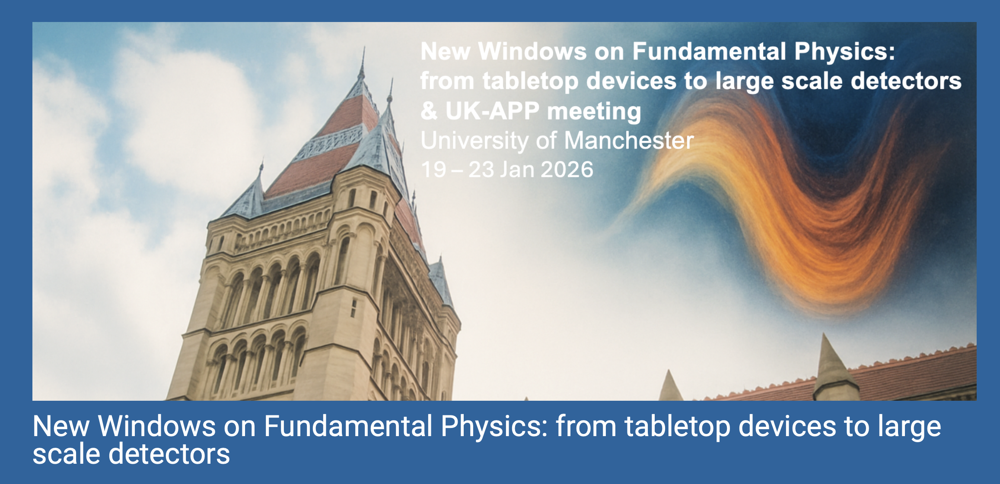 New Windows on Fundamental Physics:
from tabletop devices to large scale detectors
& UK-APP meeting
University of Manchester
19 – 23 Jan 2026
New Windows on Fundamental Physics: from tabletop devices to large
scale detectors